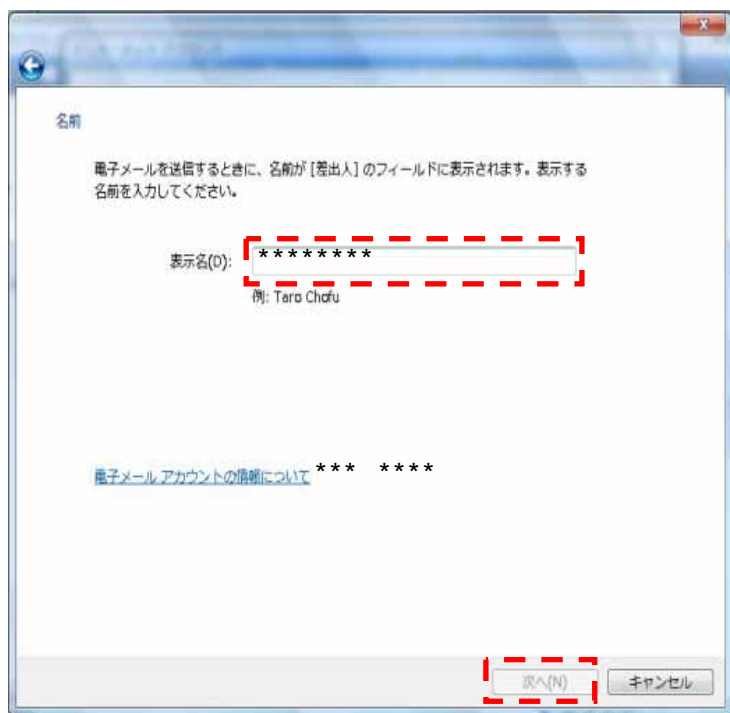 名前
電子メールを送信するときに、名前が [差出人] のフィールドに表示されます。表示する
名前を入力してください。
表示名(D): ********
例: Taro Chofu
電子メール アカウントの情報について *** ****
次へ(N) キャンセル